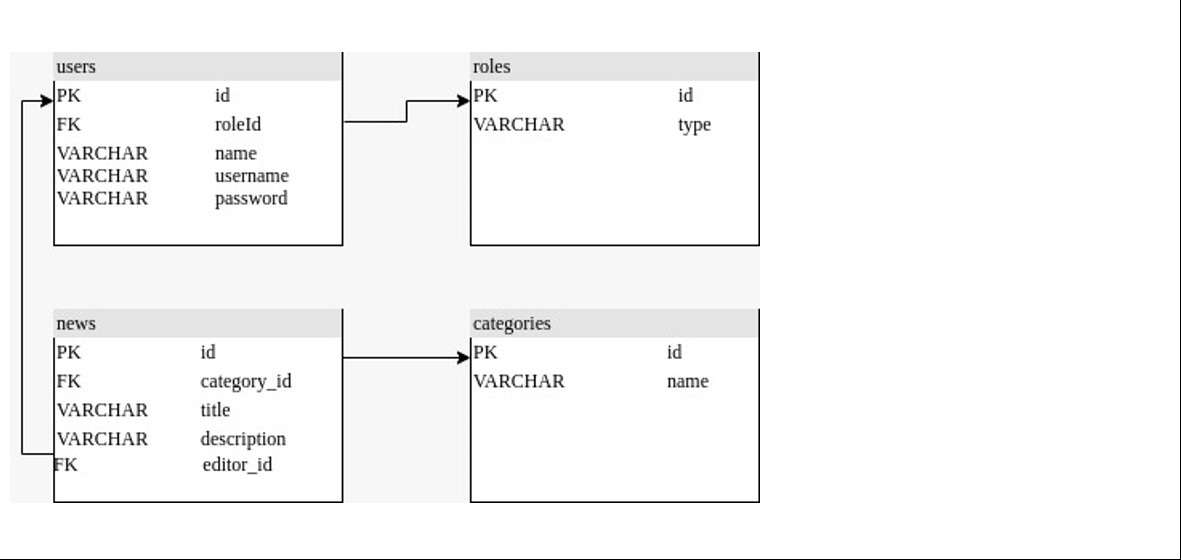 users
PK id
FK roleId
VARCHAR name
VARCHAR username
VARCHAR password
roles
PK id
VARCHAR type
news
PK id
FK category_id
VARCHAR title
VARCHAR description
FK editor_id
categories
PK id
VARCHAR name